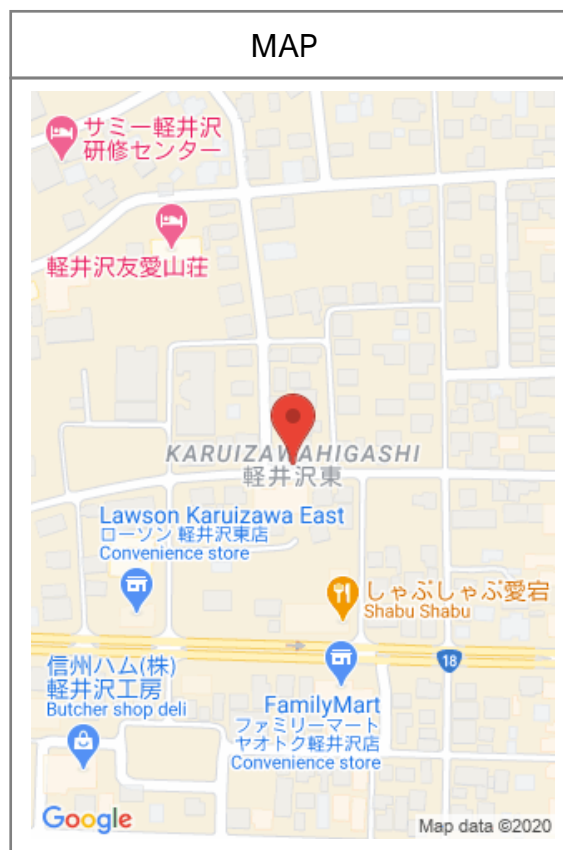 MAP
サミー軽井沢
研修センター
軽井沢友愛山荘
KARUIZAWAHIGASHI
軽井沢東
Lawson Karuizawa East
ローソン 軽井沢東店
Convenience store
しゃぶしゃぶ愛宕
Shabu Shabu
18
信州ハム(株)
軽井沢工房
Butcher shop deli
FamilyMart
ファミリーマート
ヤオトク軽井沢店
Convenience store
Google
Map data ©2020